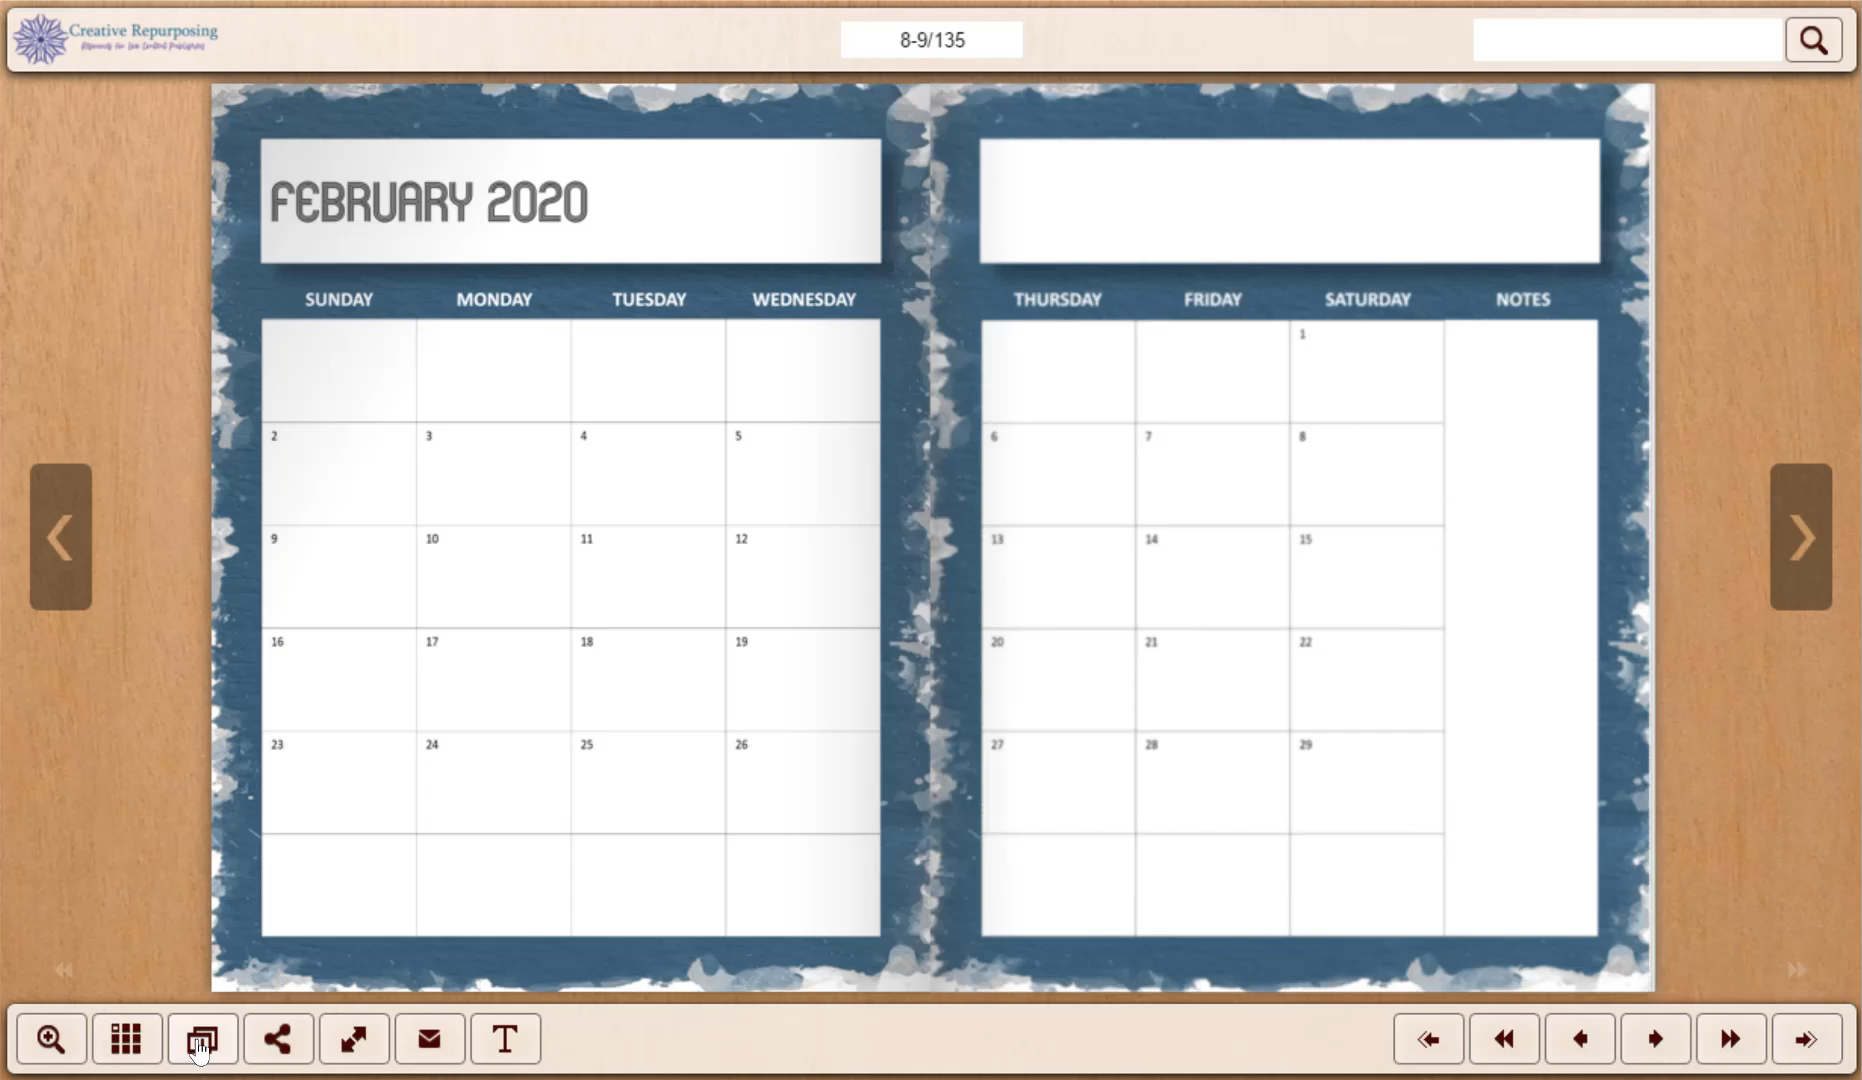 Creative Repurposing
8-9/135
FEBRUARY 2020
SUNDAY MONDAY TUESDAY WEDNESDAY THURSDAY FRIDAY SATURDAY NOTES
1
2 3 4 5 6 7 8
9 10 11 12 13 14 15
16 17 18 19 20 21 22
23 24 25 26 27 28 29
T